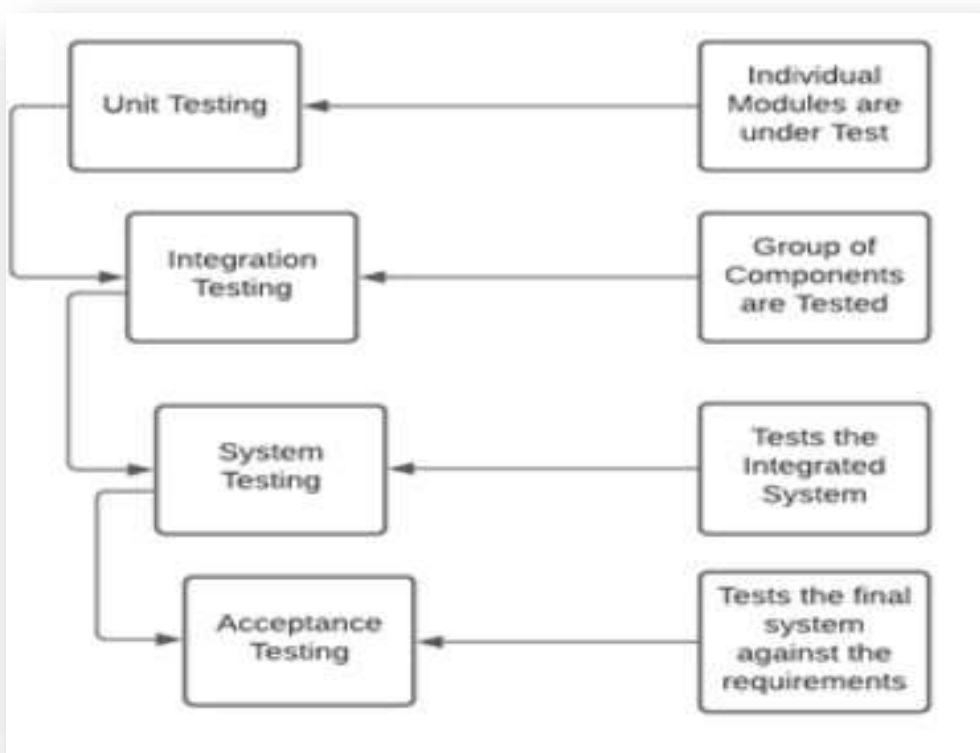 Unit Testing
Individual
Modules are
under Test
Integration
Testing
Group of
Components
are Tested
System
Testing
Tests the
Integrated
System
Acceptance
Testing
Tests the final
system
against the
requirements